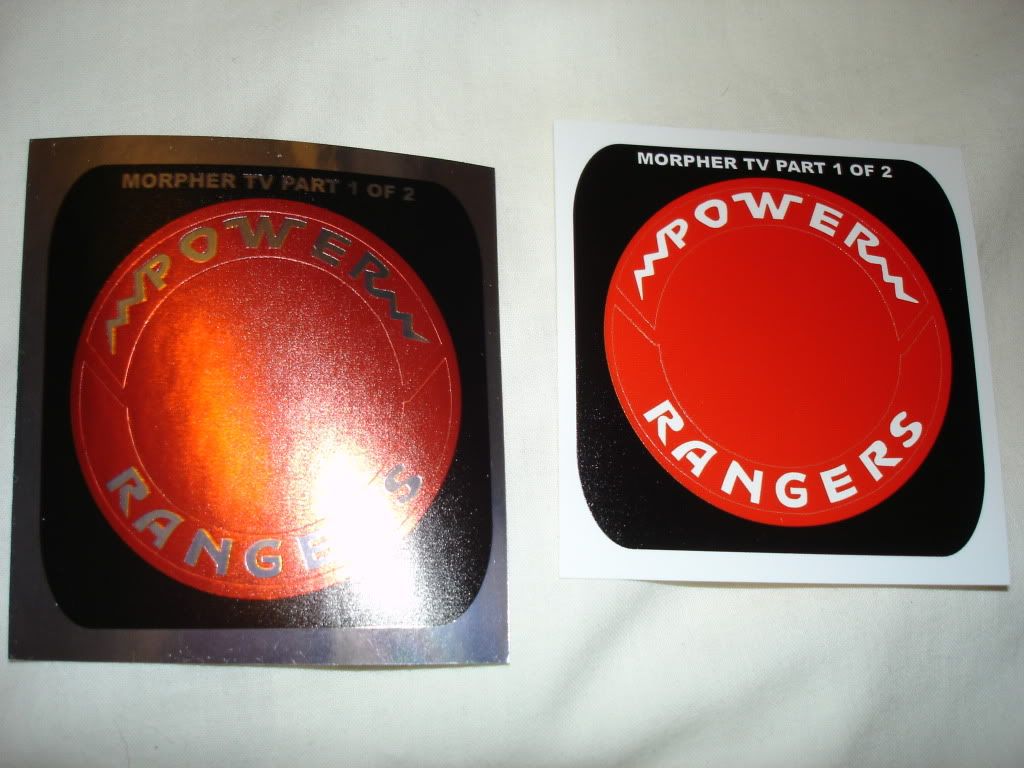 MORPHER TV PART 1 OF 2
POWER
RANGERS
MORPHER TV PART 1 OF 2
POWER
RANGERS